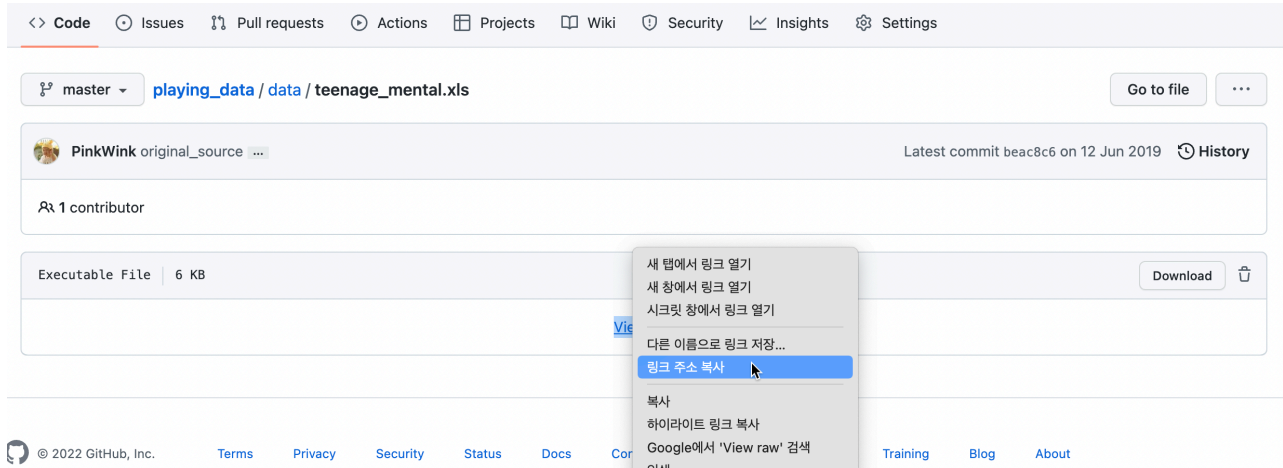 Code Issues Pull requests Actions Projects Wiki Security Insights Settings
master playing_data / data / teenage_mental.xls Go to file ...
PinkWink original_source ... Latest commit beac8c6 on 12 Jun 2019 History
1 contributor
Executable File 6 KB Download
새 탭에서 링크 열기
새 창에서 링크 열기
시크릿 창에서 링크 열기
다른 이름으로 링크 저장...
링크 주소 복사
복사
하이라이트 링크 복사
Google에서 'View raw' 검색
© 2022 GitHub, Inc. Terms Privacy Security Status Docs Training Blog About